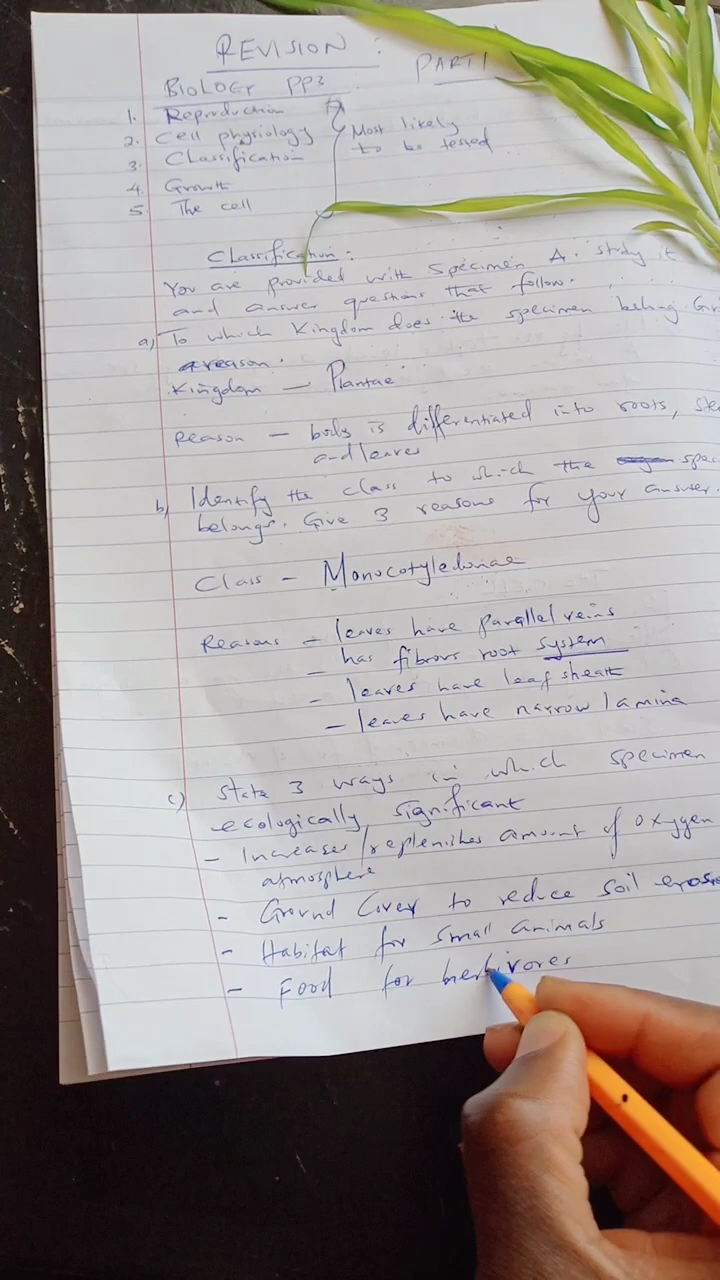 REVISION :
BIOLOGY PP3 PART 1
1. Reproduction
2. Cell physiology
3. Classification
4. Growth
5. The cell
Most likely
to be tested
Classification:
You are provided with specimen A. study it
and answer questions that follow.
a) To which Kingdom does the specimen belong
a reason.
Kingdom – Plantae
Reason – body is differentiated into roots,
and leaves
b) Identify the class to which the
belongs. Give 3 reasons for your answer.
Class – Monocotyledonae
Reasons – leaves have parallel veins
– has fibrous root system
– leaves have leaf sheath
– leaves have narrow lamina
c) State 3 ways in which specimen
ecologically significant
– Increases/replenishes amount of oxygen
atmosphere
– Ground Cover to reduce soil
– Habitat for small animals
– Food for herbivores